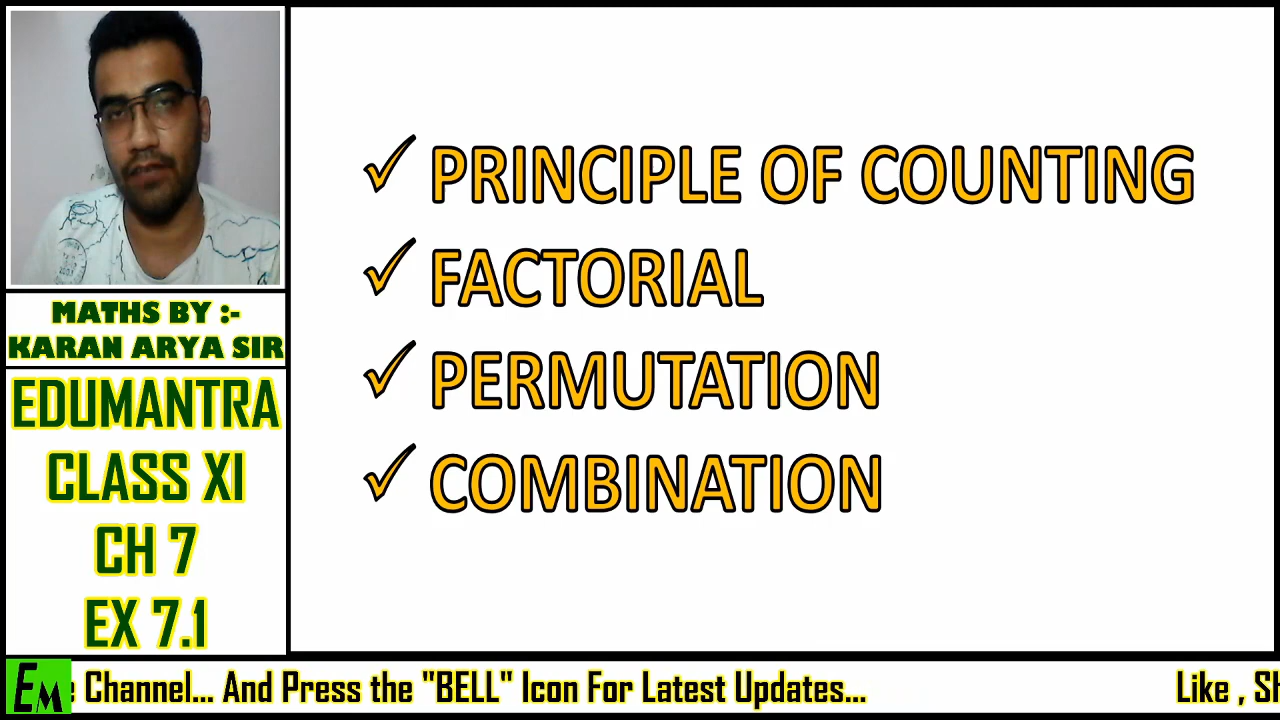 PRINCIPLE OF COUNTING
FACTORIAL
PERMUTATION
COMBINATION
MATHS BY :-
KARAN ARYA SIR
EDUMANTRA
CLASS XI
CH 7
EX 7.1
EM
Channel... And Press the "BELL" Icon For Latest Updates... Like ,